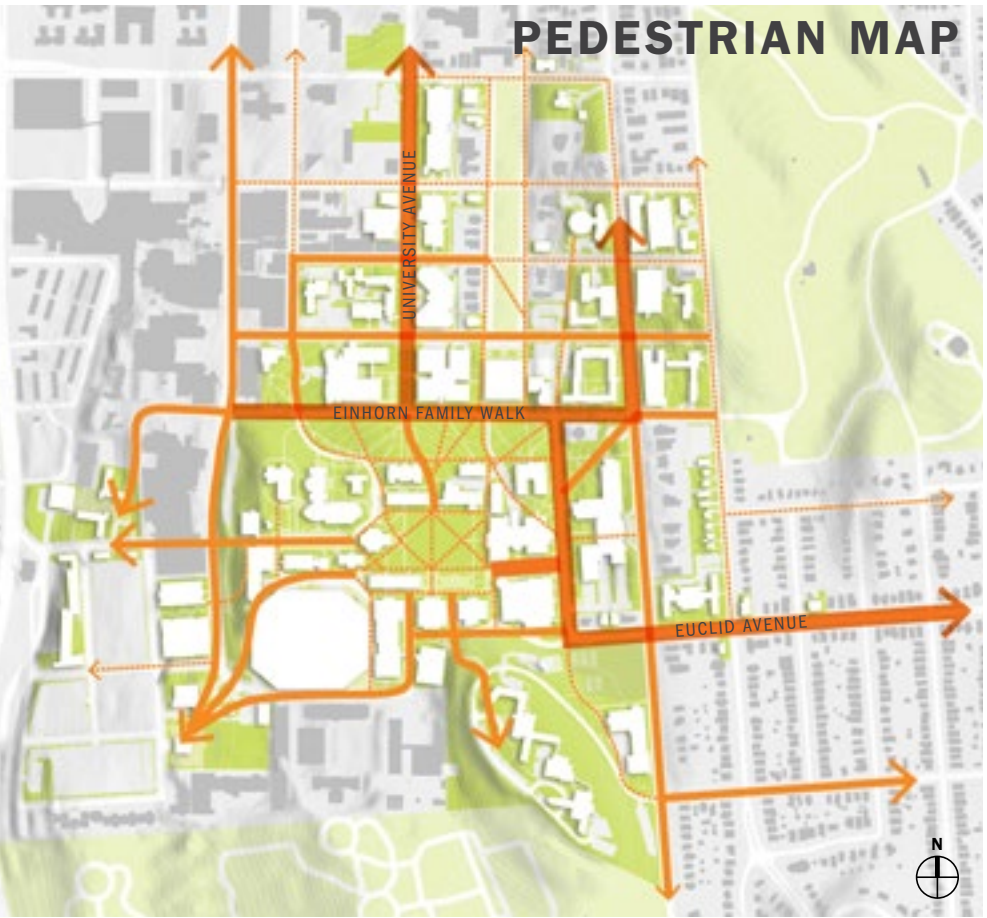 PEDESTRIAN MAP
UNIVERSITY AVENUE
EINHORN FAMILY WALK
EUCLID AVENUE
N